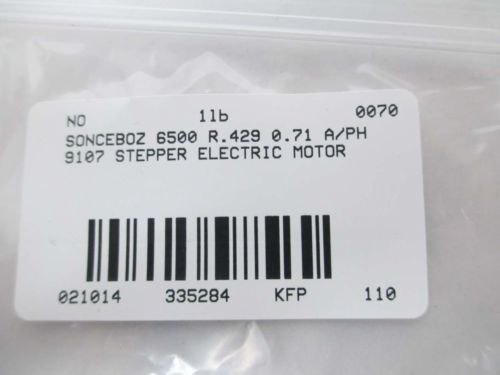 NO 1lb 0070
SONCEBOZ 6500 R.429 0.71 A/PH
9107 STEPPER ELECTRIC MOTOR
021014 335284 KFP 110